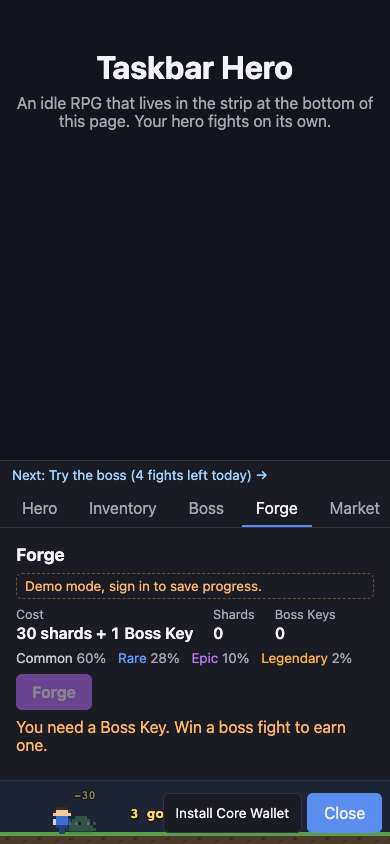 Taskbar Hero
An idle RPG that lives in the strip at the bottom of
this page. Your hero fights on its own.
Next: Try the boss (4 fights left today) →
Hero Inventory Boss Forge Market
Forge
Demo mode, sign in to save progress.
Cost Shards Boss Keys
30 shards + 1 Boss Key 0 0
Common 60% Rare 28% Epic 10% Legendary 2%
Forge
You need a Boss Key. Win a boss fight to earn
one.
-30
3 go Install Core Wallet Close